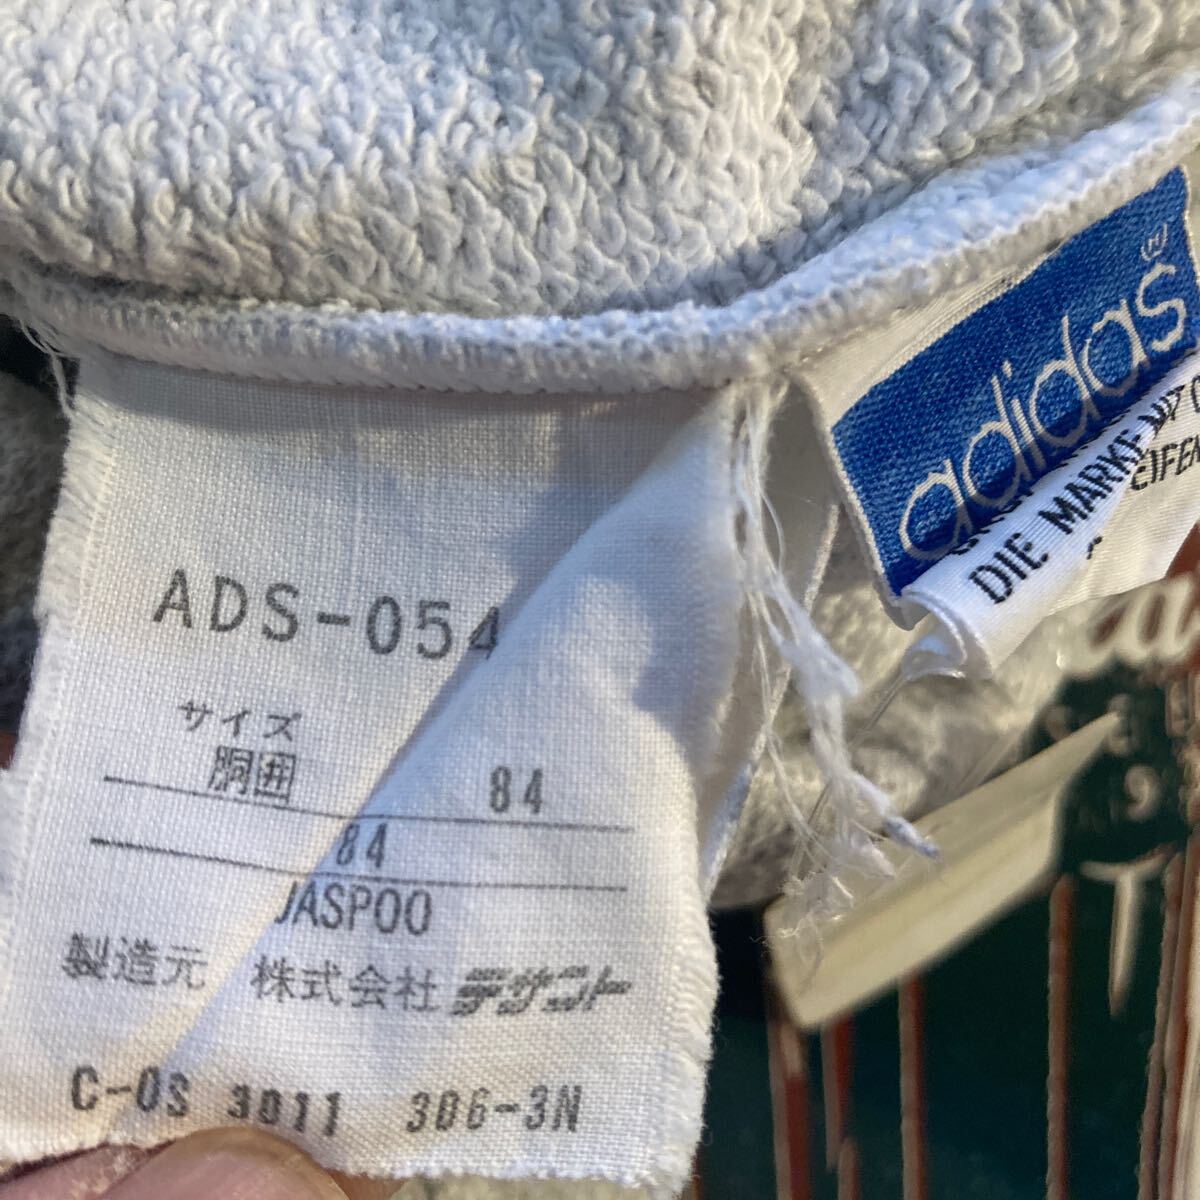 adidas®
DIE MARKE MIT
ADS-054
サイズ
胴囲 84
84
JASPOO
製造元 株式会社デサント
C-OS 3011 306-3N